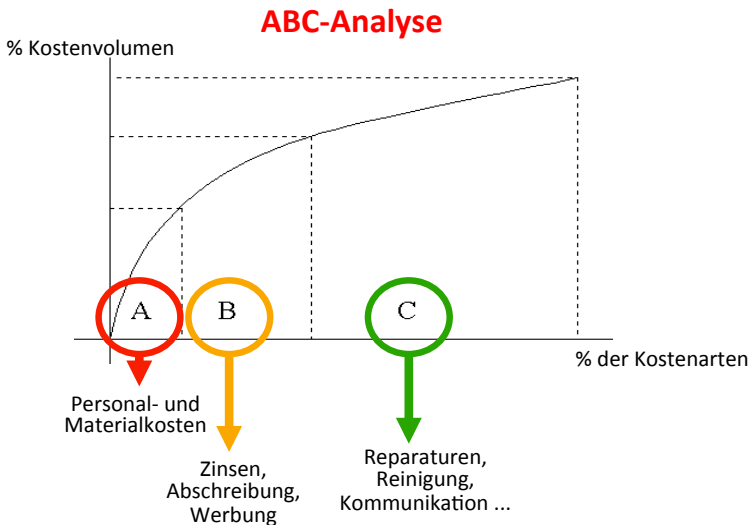 ABC-Analyse
% Kostenvolumen
A
B
C
% der Kostenarten
Personal- und
Materialkosten
Zinsen,
Abschreibung,
Werbung
Reparaturen,
Reinigung,
Kommunikation ...